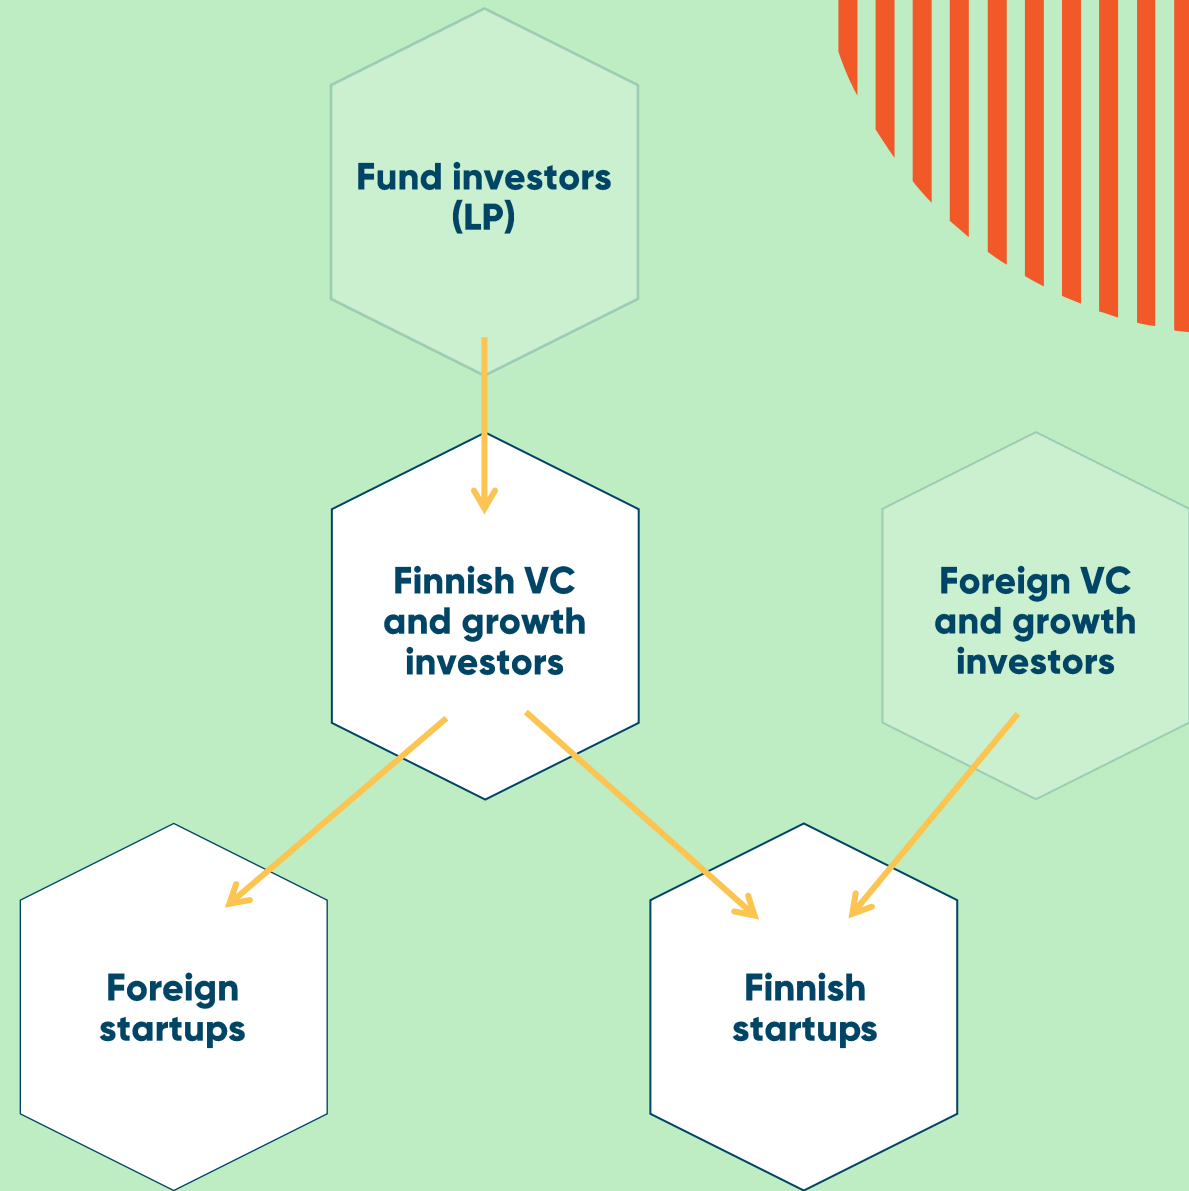 Fund investors
(LP)
Finnish VC
and growth
investors
Foreign VC
and growth
investors
Foreign
startups
Finnish
startups